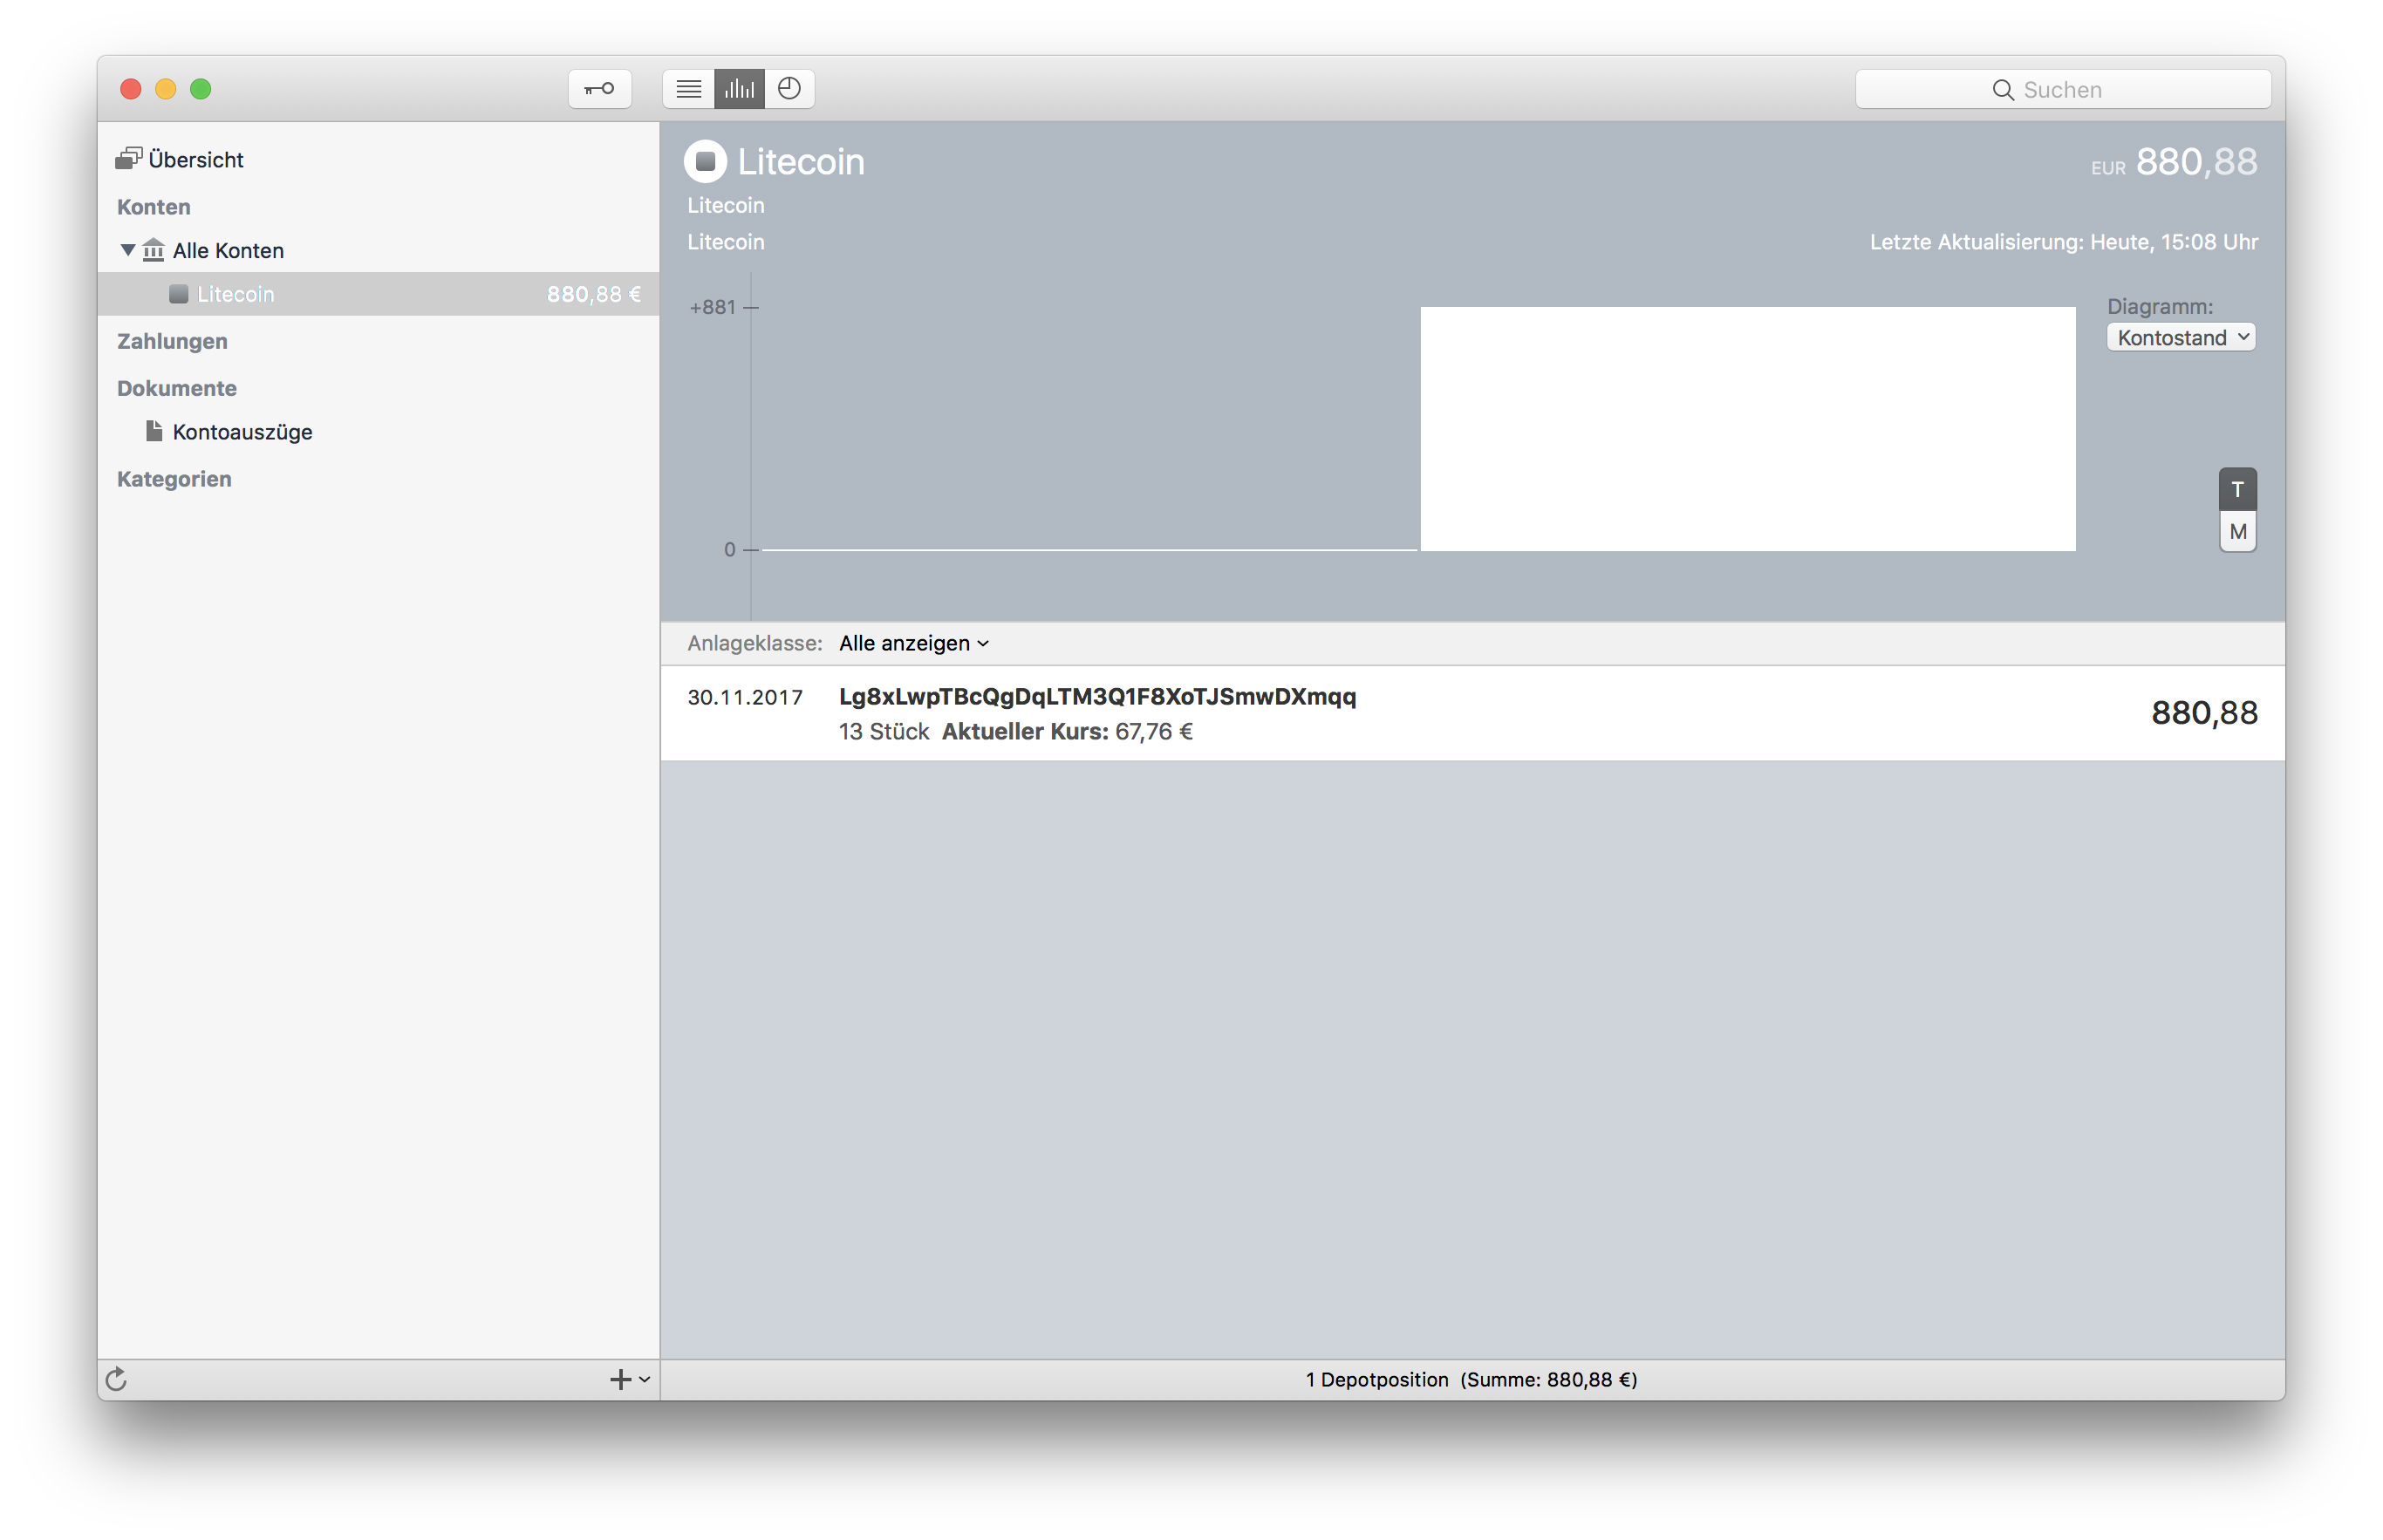 Suchen
Übersicht
Konten
Alle Konten
Litecoin 880,88 €
Zahlungen
Dokumente
Kontoauszüge
Kategorien
Litecoin EUR 880,88
Litecoin
Litecoin Letzte Aktualisierung: Heute, 15:08 Uhr
+881
Diagramm:
Kontostand
T
M
0
Anlageklasse: Alle anzeigen
30.11.2017 Lg8xLwpTBcQgDqLTM3Q1F8XoTJSmwDXmqq 880,88
13 Stück Aktueller Kurs: 67,76 €
1 Depotposition (Summe: 880,88 €)